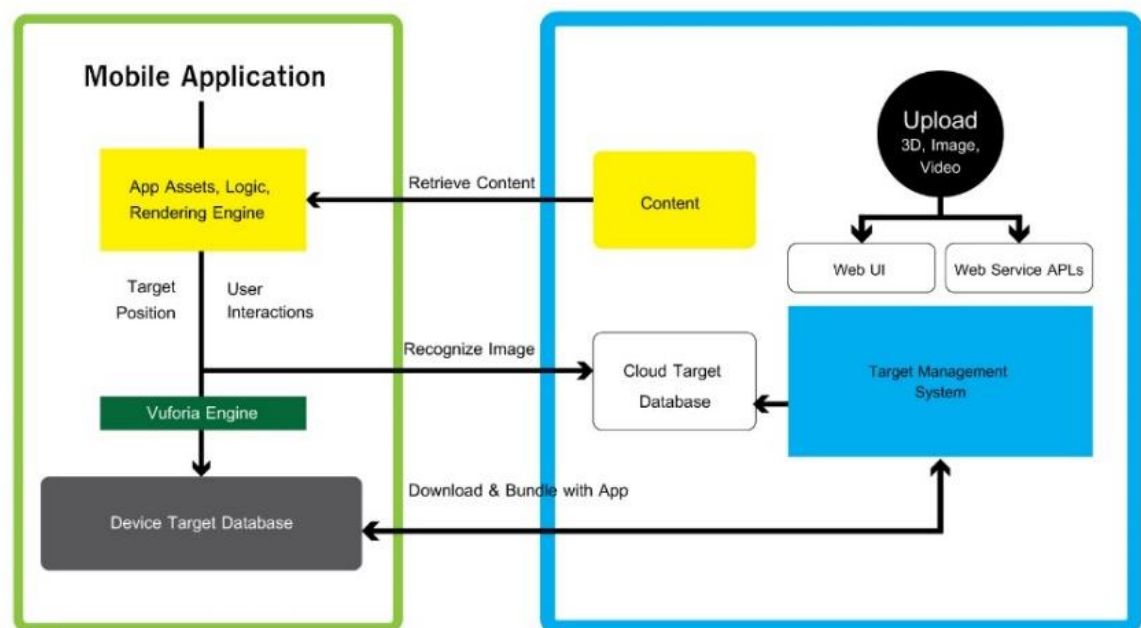 Mobile Application
App Assets, Logic,
Rendering Engine
Target
Position
User
Interactions
Vuforia Engine
Device Target Database
Retrieve Content
Recognize Image
Download & Bundle with App
Content
Cloud Target
Database
Upload
3D, Image,
Video
Web UI
Web Service APLs
Target Management
System